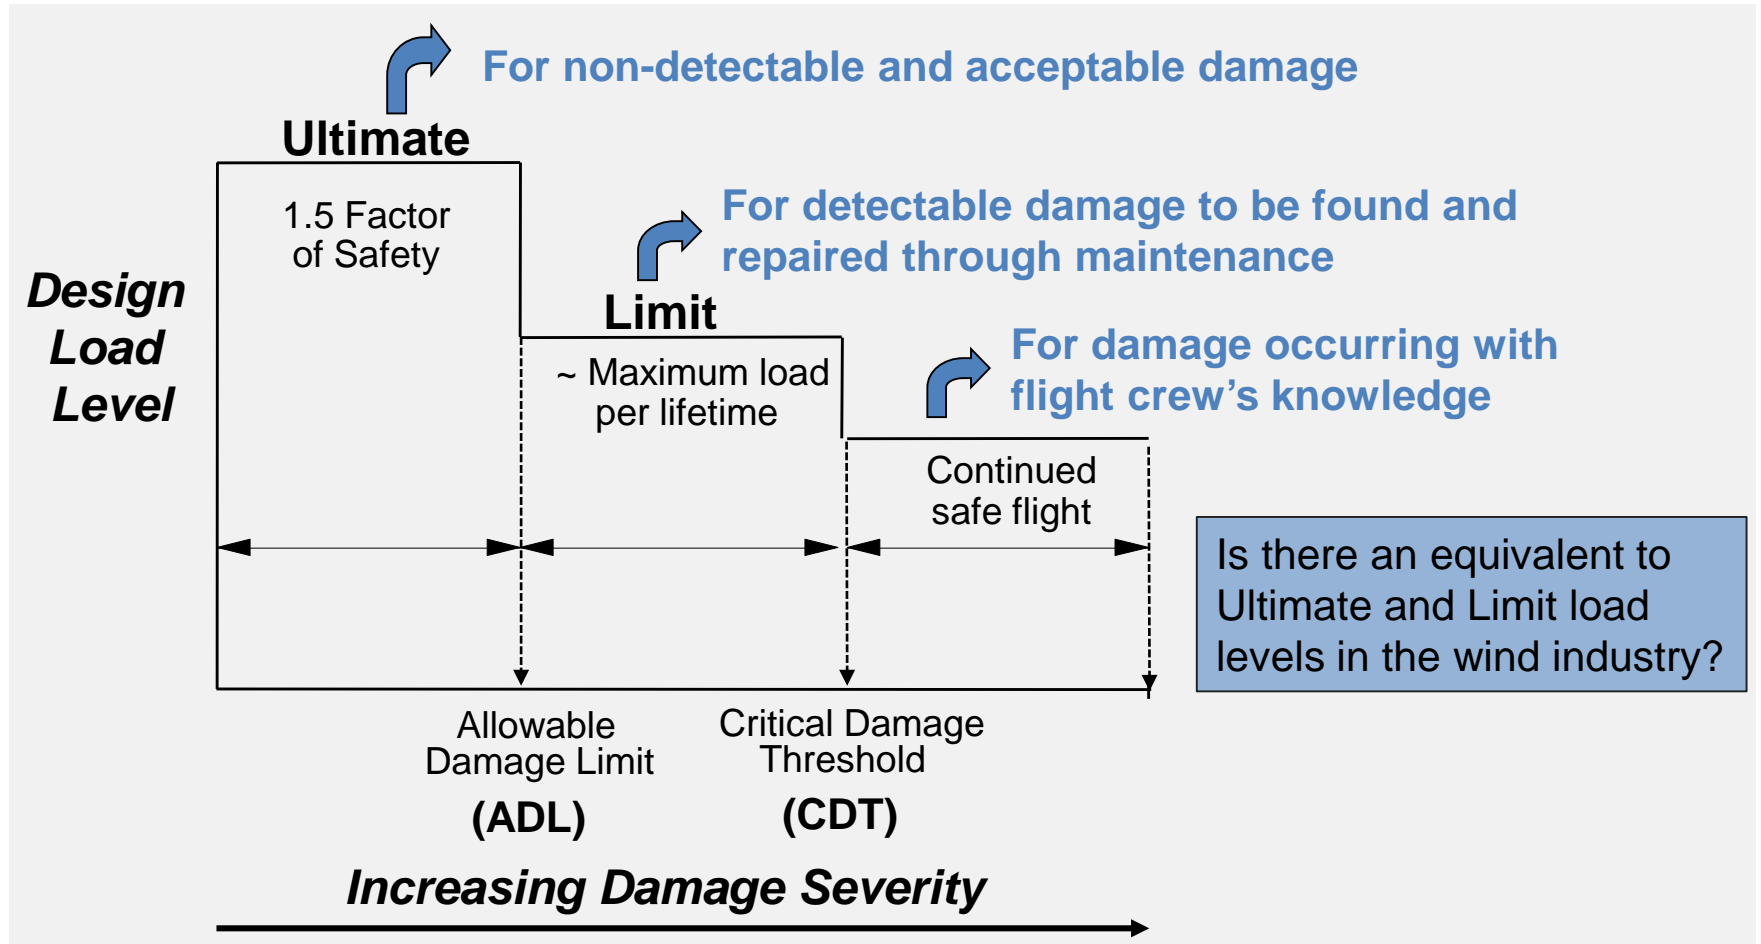 For non-detectable and acceptable damage
Ultimate
1.5 Factor
of Safety
For detectable damage to be found and
repaired through maintenance
Design
Load
Level
Limit
~ Maximum load
per lifetime
For damage occurring with
flight crew’s knowledge
Continued
safe flight
Is there an equivalent to
Ultimate and Limit load
levels in the wind industry?
Allowable
Damage Limit
(ADL)
Critical Damage
Threshold
(CDT)
Increasing Damage Severity